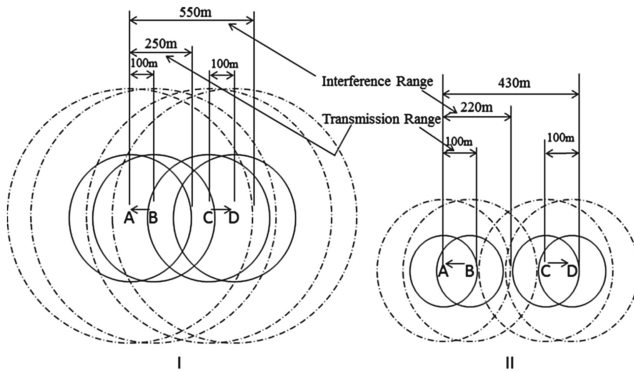 550m
250m
100m 100m
Interference Range
Transmission Range
430m
220m
100m 100m
A B C D
A B C D
I
II